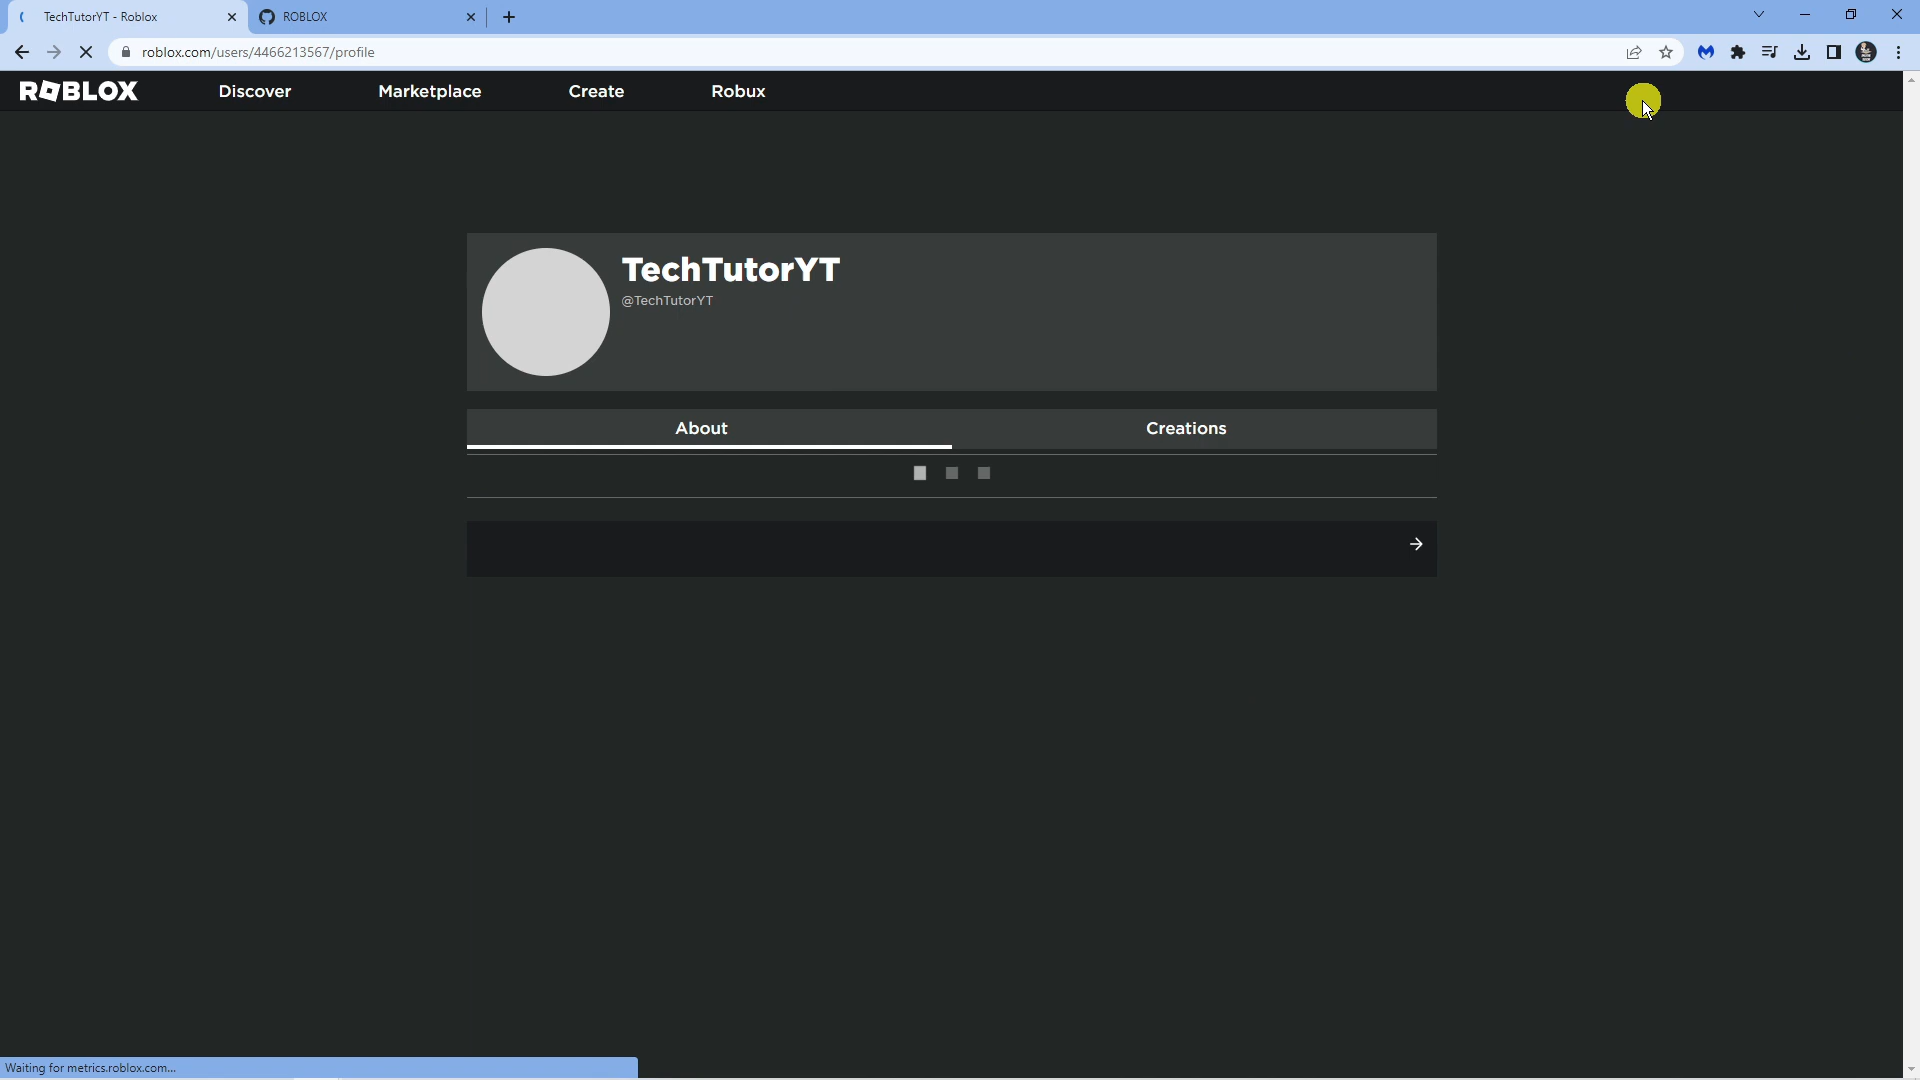 TechTutorYT - Roblox
ROBLOX
roblox.com/users/4466213567/profile
ROBLOX
Discover
Marketplace
Create
Robux
TechTutorYT
@TechTutorYT
About
Creations
Waiting for metrics.roblox.com...